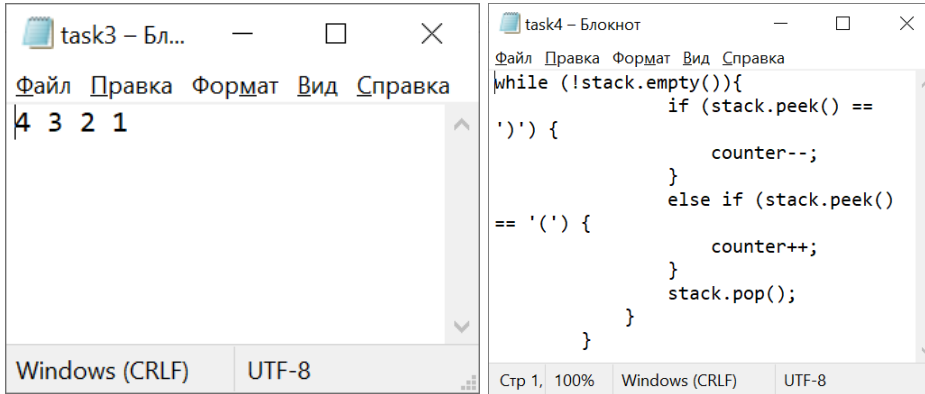 task3 – Бл...
Файл Правка Формат Вид Справка
4 3 2 1
Windows (CRLF) UTF-8
task4 – Блокнот
Файл Правка Формат Вид Справка
while (!stack.empty()){
                if (stack.peek() ==
')') {
                    counter--;
                }
                else if (stack.peek()
== '(') {
                    counter++;
                }
                stack.pop();
            }
        }
Стр 1, 100% Windows (CRLF) UTF-8